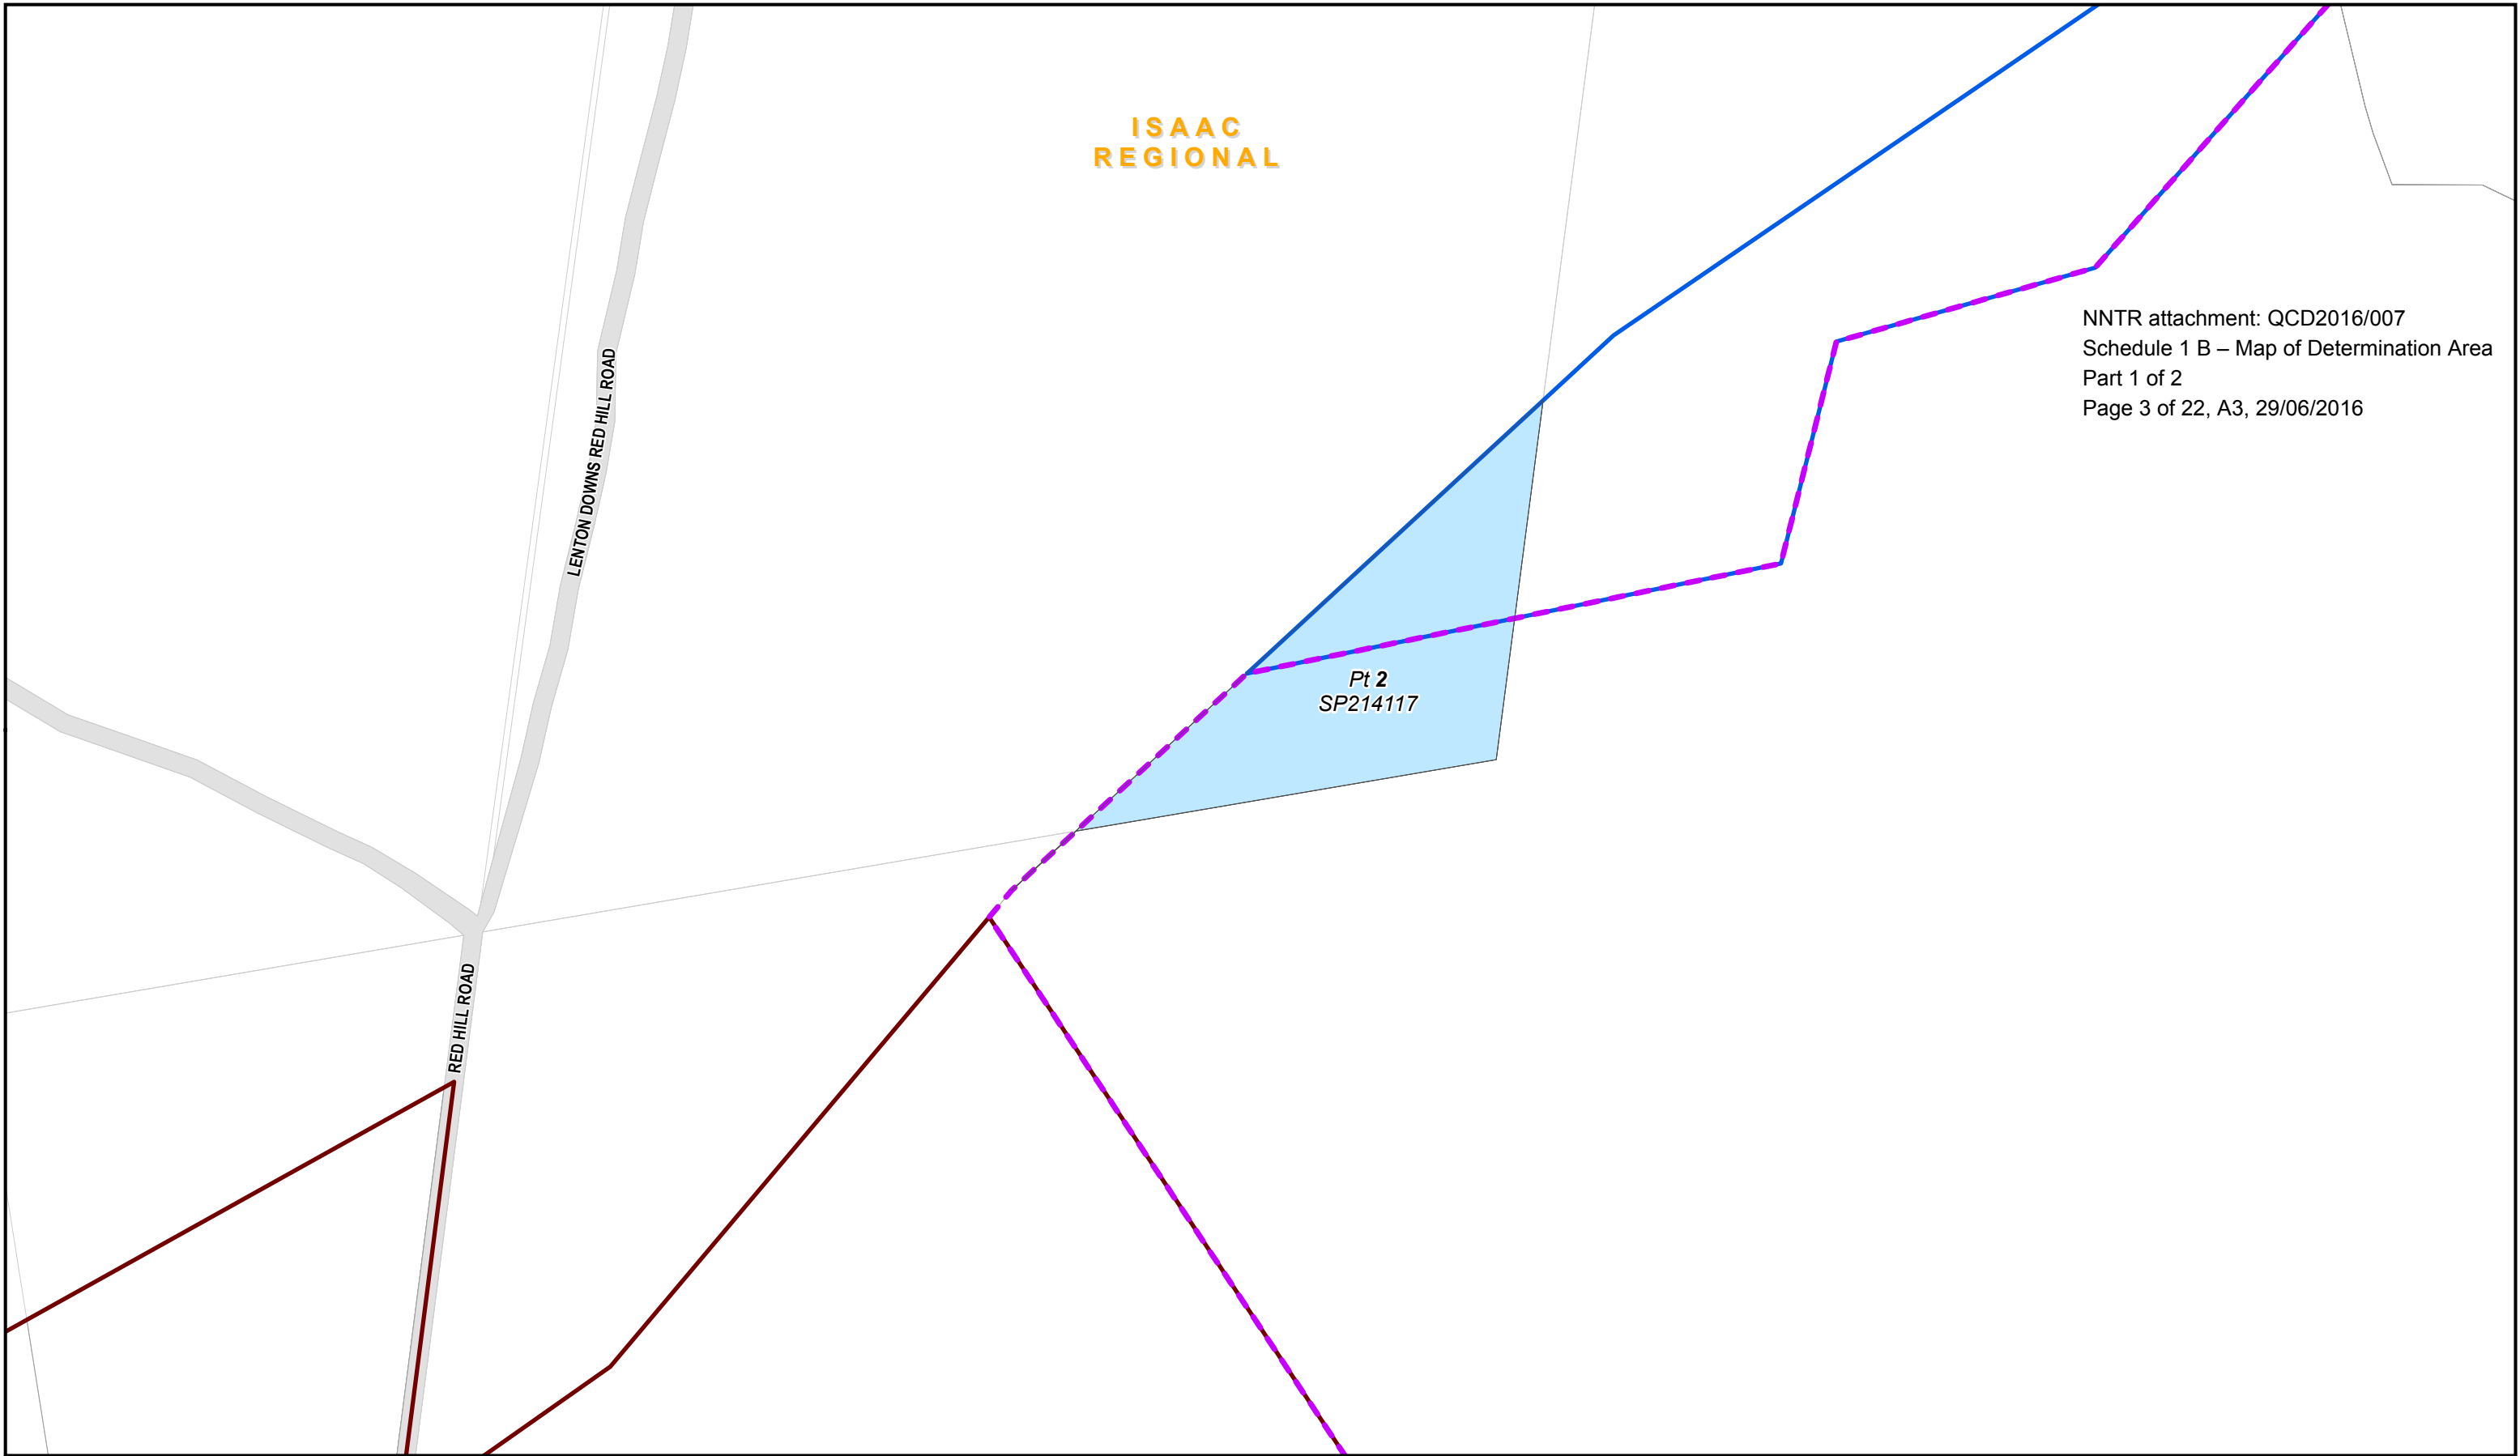 ISAAC
REGIONAL
NNTR attachment: QCD2016/007
Schedule 1 B – Map of Determination Area
Part 1 of 2
Page 3 of 22, A3, 29/06/2016
LENTON DOWNS RED HILL ROAD
Pt 2
SP214117
RED HILL ROAD